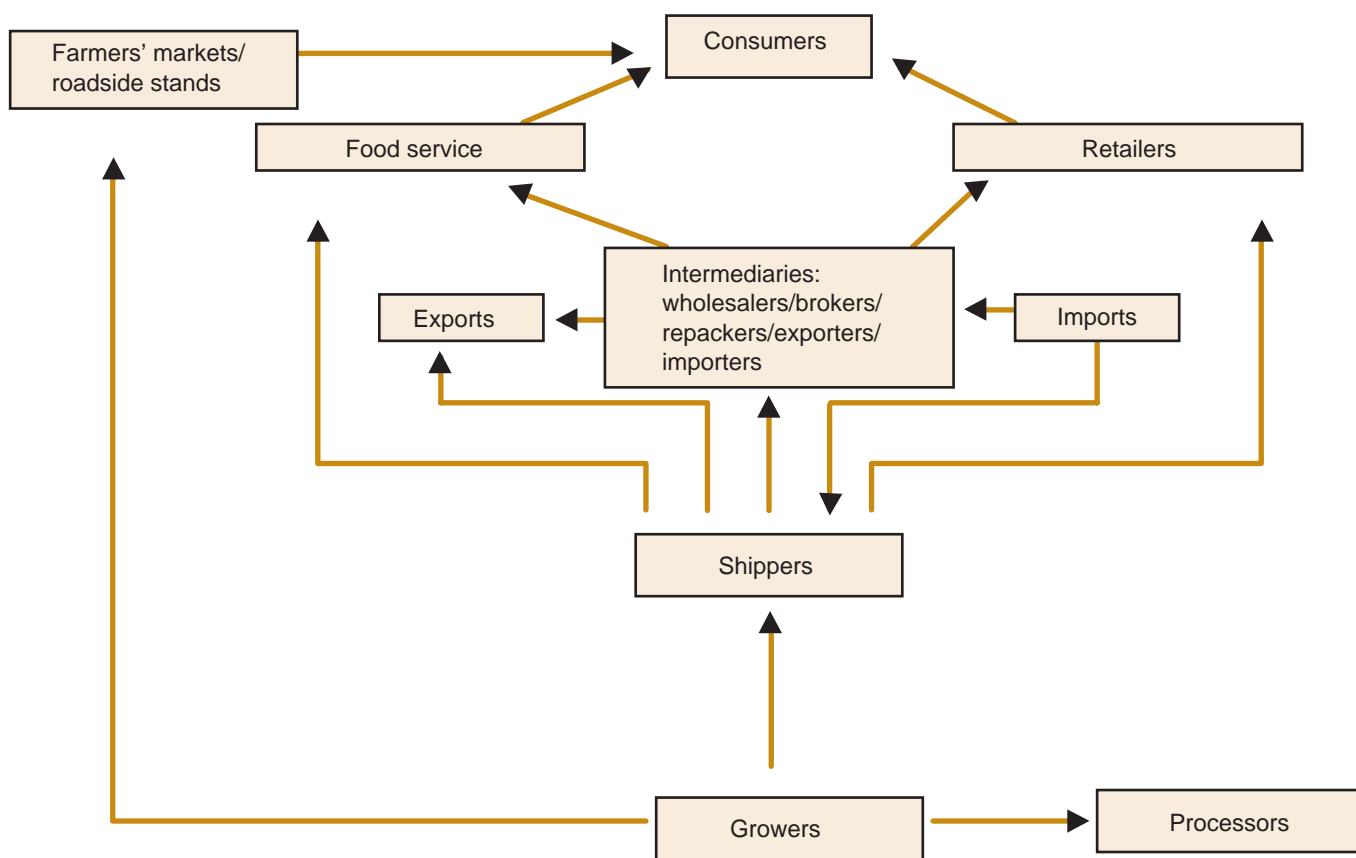 Farmers’ markets/
roadside stands
Consumers
Food service
Retailers
Intermediaries:
wholesalers/brokers/
repackers/exporters/
importers
Exports
Imports
Shippers
Growers
Processors